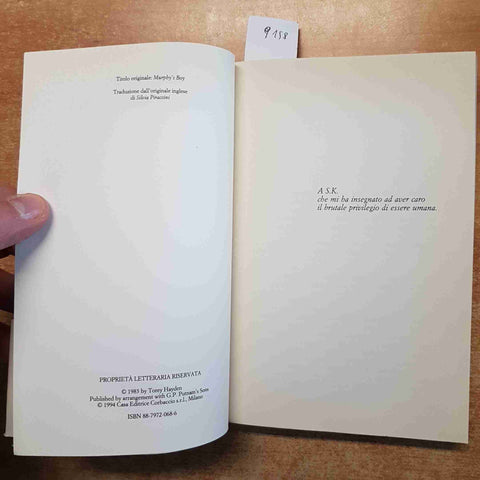 9158
Titolo originale: Murphy's Boy
Traduzione dall'originale inglese
di Silvia Piraccini
PROPRIETÀ LETTERARIA RISERVATA
© 1983 by Torey Hayden
Published by arrangement with G.P. Putnam's Sons
© 1994 Casa Editrice Corbaccio s.r.l., Milano
ISBN 88-7972-068-6
A S.K.
che mi ha insegnato ad aver caro
il brutale privilegio di essere umana.